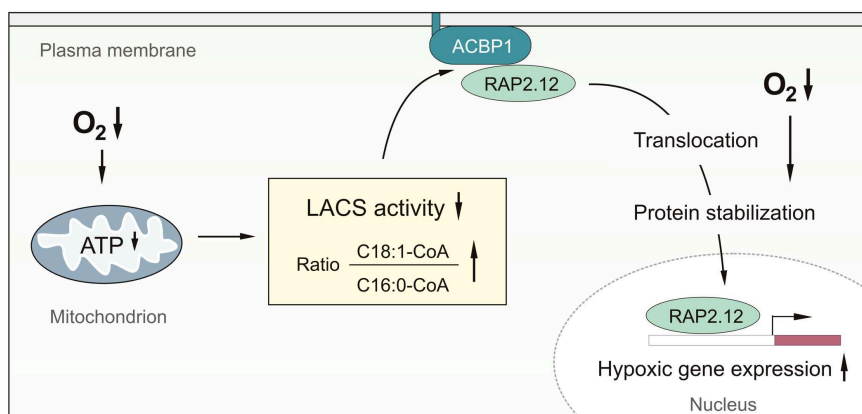 Plasma membrane
ACBP1
RAP2.12
O₂
O₂
Translocation
Protein stabilization
ATP
Mitochondrion
LACS activity
Ratio C18:1-CoA
C16:0-CoA
RAP2.12
Hypoxic gene expression
Nucleus